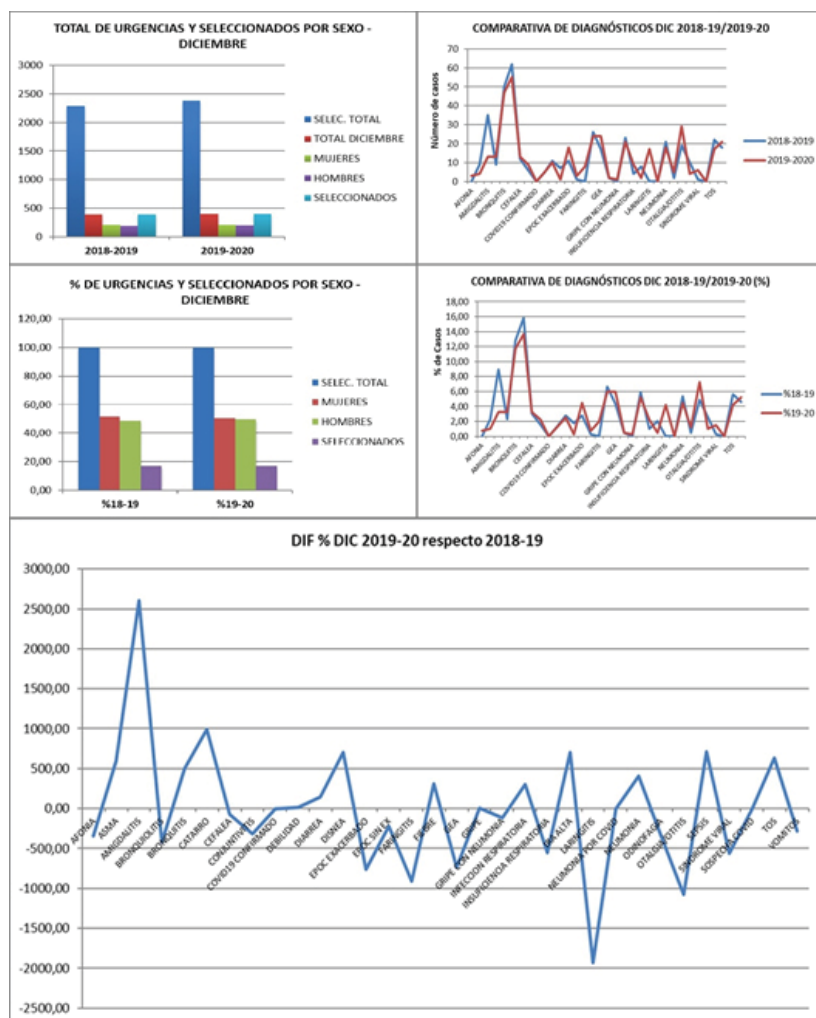 TOTAL DE URGENCIAS Y SELECCIONADOS POR SEXO -
DICIEMBRE
3000
2500
2000
1500
1000
500
0
2018-2019
2019-2020
SELEC. TOTAL
TOTAL DICIEMBRE
MUJERES
HOMBRES
SELECCIONADOS
COMPARATIVA DE DIAGNÓSTICOS DIC 2018-19/2019-20
Número de casos
70
60
50
40
30
20
10
0
AFONIA
AMIGDALITIS
BRONQUITIS
CEFALEA
COVID19 CONFIRMANDO
DIARREA
EPOC EXACERBADO
FARINGITIS
GEA
GRIPE CON NEUMONIA
INSUFICIENCIA RESPIRATORIA
LARINGITIS
NEUMONIA
OTALGIA/OTITIS
SINDROME VIRAL
TOS
2018-2019
2019-2020
% DE URGENCIAS Y SELECCIONADOS POR SEXO -
DICIEMBRE
120,00
100,00
80,00
60,00
40,00
20,00
0,00
%18-19
%19-20
SELEC. TOTAL
MUJERES
HOMBRES
SELECCIONADOS
COMPARATIVA DE DIAGNÓSTICOS DIC 2018-19/2019-20 (%)
% de Casos
18,00
16,00
14,00
12,00
10,00
8,00
6,00
4,00
2,00
0,00
AFONIA
AMIGDALITIS
BRONQUITIS
CEFALEA
COVID19 CONFIRMANDO
DIARREA
EPOC EXACERBADO
FARINGITIS
GEA
GRIPE CON NEUMONIA
INSUFICIENCIA RESPIRATORIA
LARINGITIS
NEUMONIA
OTALGIA/OTITIS
SINDROME VIRAL
TOS
%18-19
%19-20
DIF % DIC 2019-20 respecto 2018-19
3000,00
2500,00
2000,00
1500,00
1000,00
500,00
0,00
-500,00
-1000,00
-1500,00
-2000,00
-2500,00
AFONIA
ASMA
AMIGDALITIS
BRONQUIOLITIS
BRONQUITIS
CATARRO
CEFALEA
CONJUNTIVITIS
COVID19 CONFIRMADO
DEBILIDAD
DIARREA
DISNEA
EPOC EXACERBADO
EPOC SIN EX
FARINGITIS
FIEBRE
GEA
GRIPE
GRIPE CON NEUMONIA
INFECCION RESPIRATORIA
INSUFICIENCIA RESPIRATORIA
ALTA
LARINGITIS
NEUMONIA POR COVID
NEUMONIA
ODINOFAGIA
OTALGIA/OTITIS
SEPSIS
SINDROME VIRAL
SOSPECHA COVID
TOS
VOMITOS